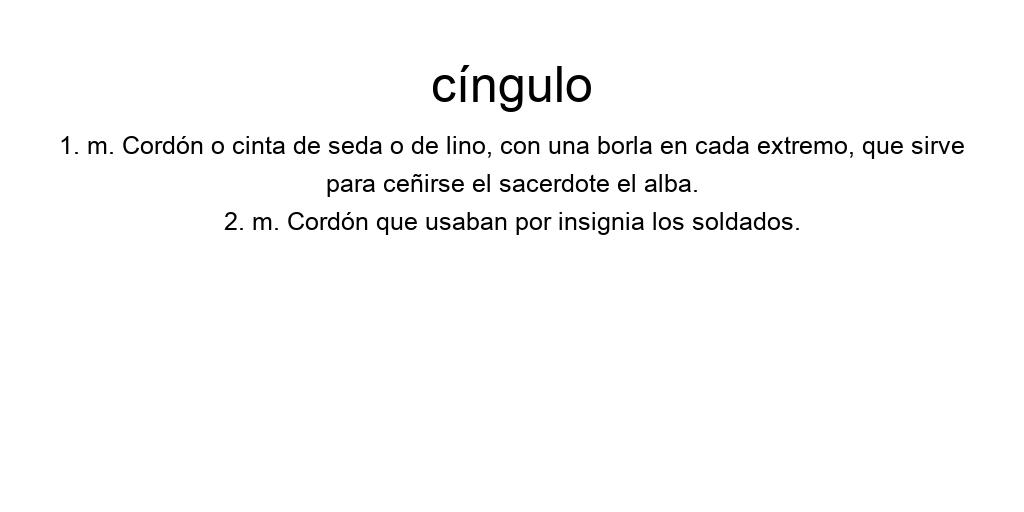 cíngulo
1. m. Cordón o cinta de seda o de lino, con una borla en cada extremo, que sirve
para ceñirse el sacerdote el alba.
2. m. Cordón que usaban por insignia los soldados.